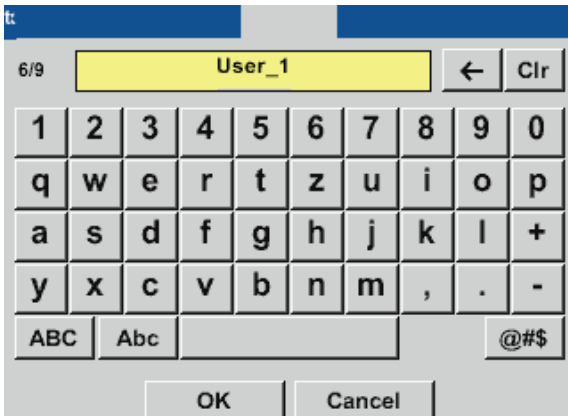 6/9 User_1 ← Clr
1 2 3 4 5 6 7 8 9 0
q w e r t z u i o p
a s d f g h j k l +
y x c v b n m , . -
ABC Abc @#$
OK Cancel